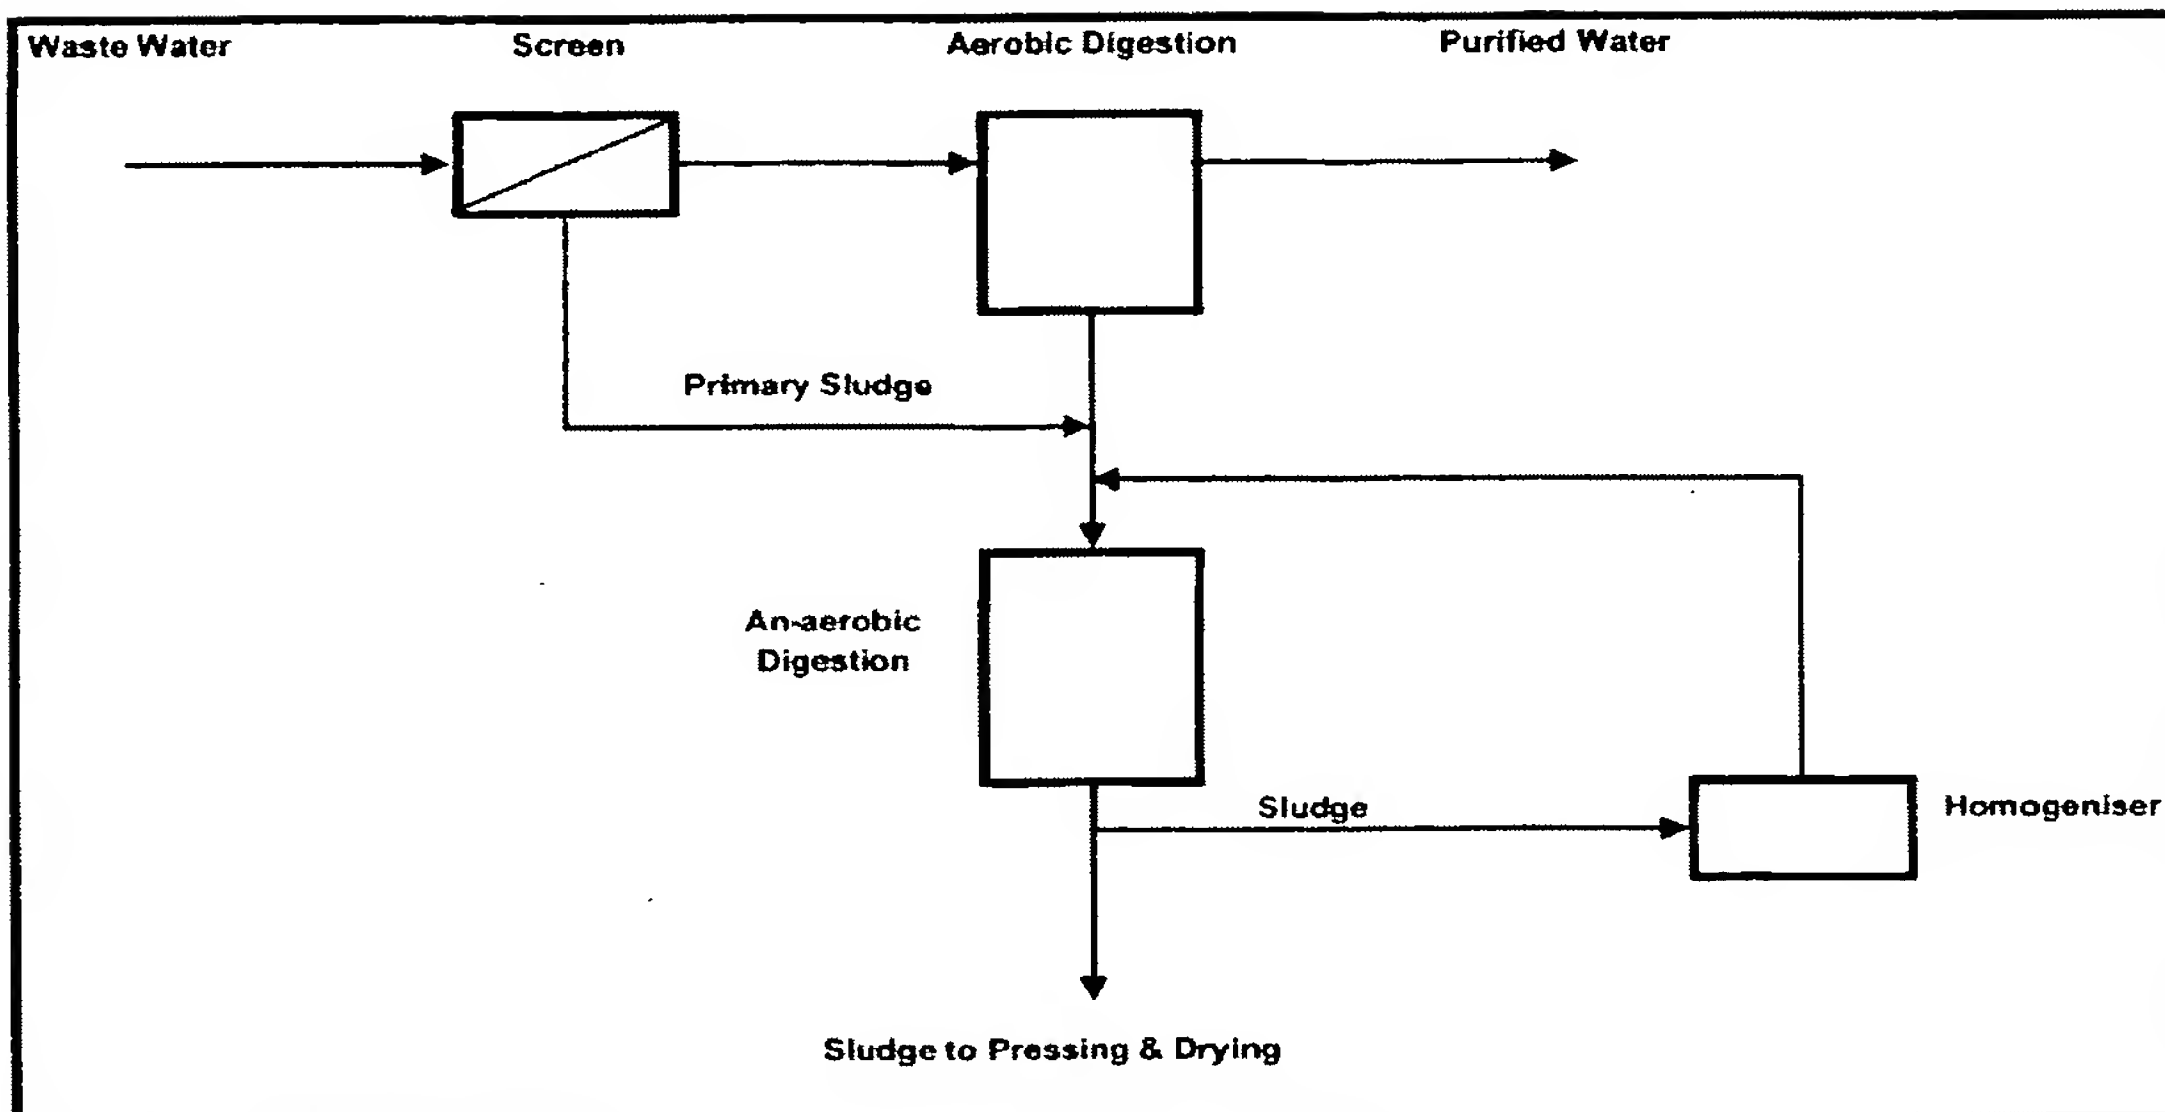 Waste Water
Screen
Aerobic Digestion
Purified Water
Primary Sludge
An-aerobic
Digestion
Sludge
Homogeniser
Sludge to Pressing & Drying